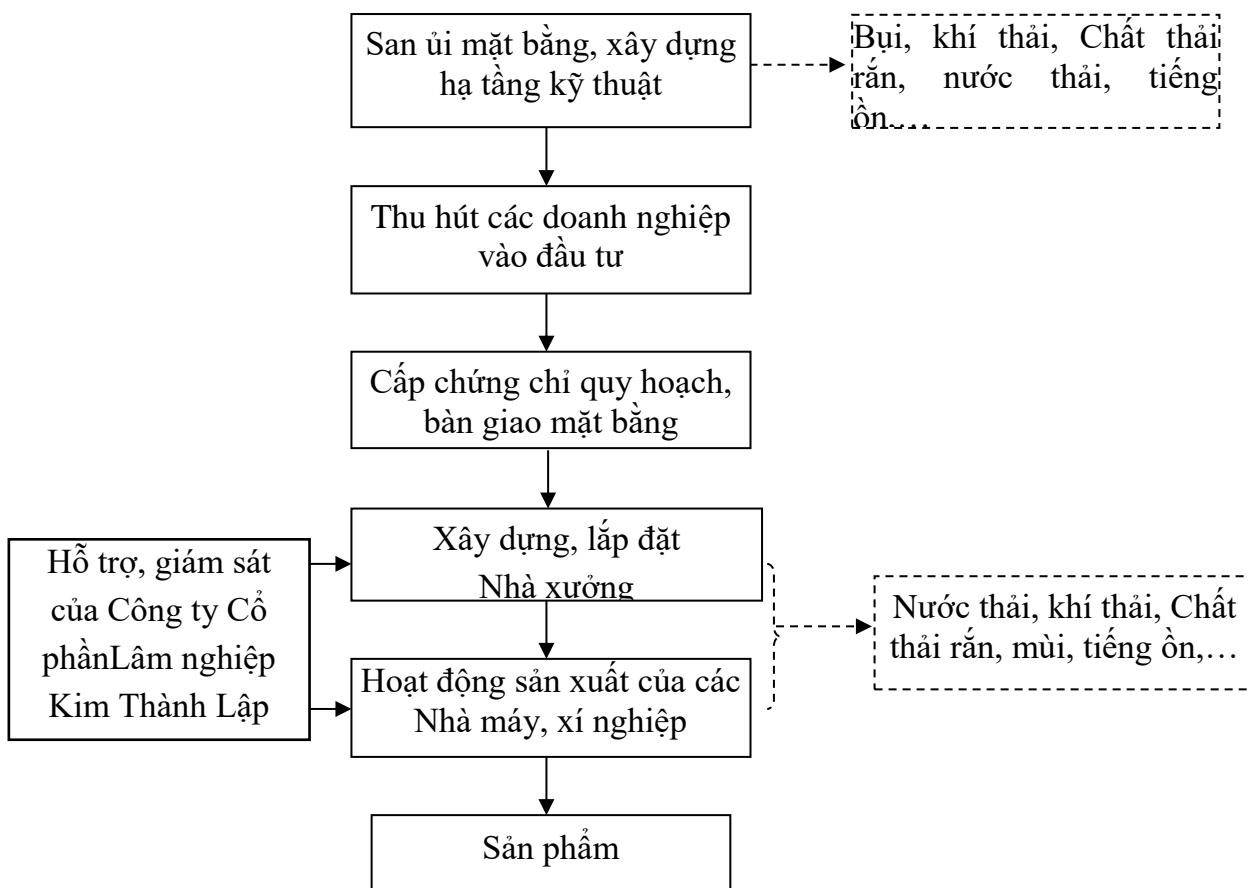 San ủi mặt bằng, xây dựng
hạ tầng kỹ thuật
Bụi, khí thải, Chất thải
rắn, nước thải, tiếng
ồn,…
Thu hút các doanh nghiệp
vào đầu tư
Cấp chứng chỉ quy hoạch,
bàn giao mặt bằng
Xây dựng, lắp đặt
Nhà xưởng
Hỗ trợ, giám sát
của Công ty Cổ
phầnLâm nghiệp
Kim Thành Lập
Nước thải, khí thải, Chất
thải rắn, mùi, tiếng ồn,…
Hoạt động sản xuất của các
Nhà máy, xí nghiệp
Sản phẩm